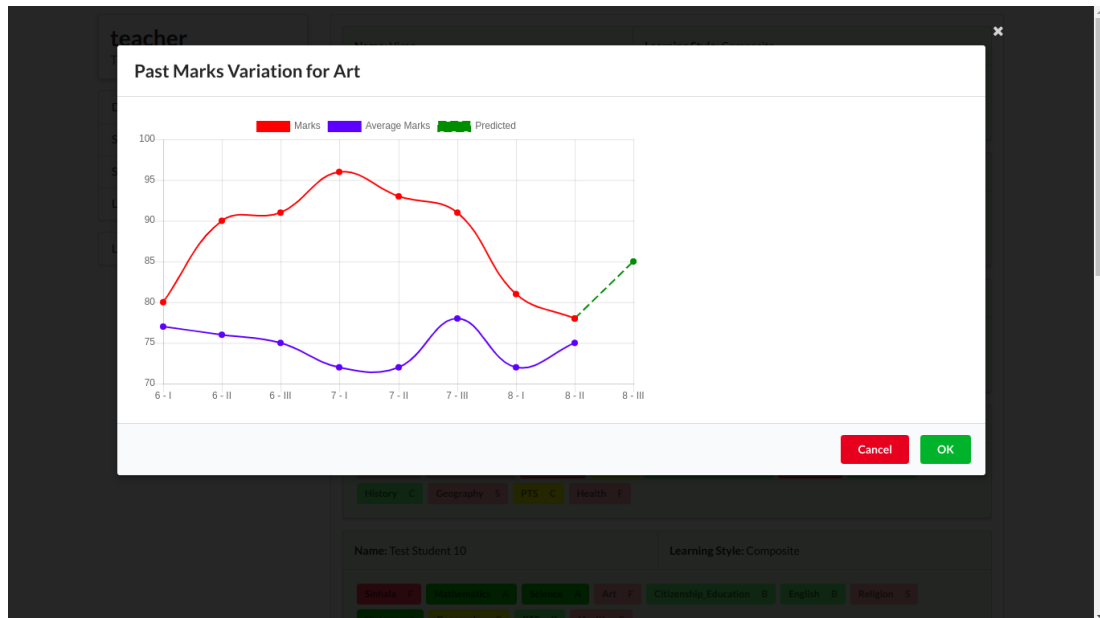 teacher
Past Marks Variation for Art
Marks Average Marks Predicted
100
95
90
85
80
75
70
6 - I 6 - II 6 - III 7 - I 7 - II 7 - III 8 - I 8 - II 8 - III
Cancel OK
History C Geography S PTS C Health F
Name: Test Student 10 Learning Style: Composite
Sinhala F Mathematics A Science A Art F Citizenship_Education B English B Religion S